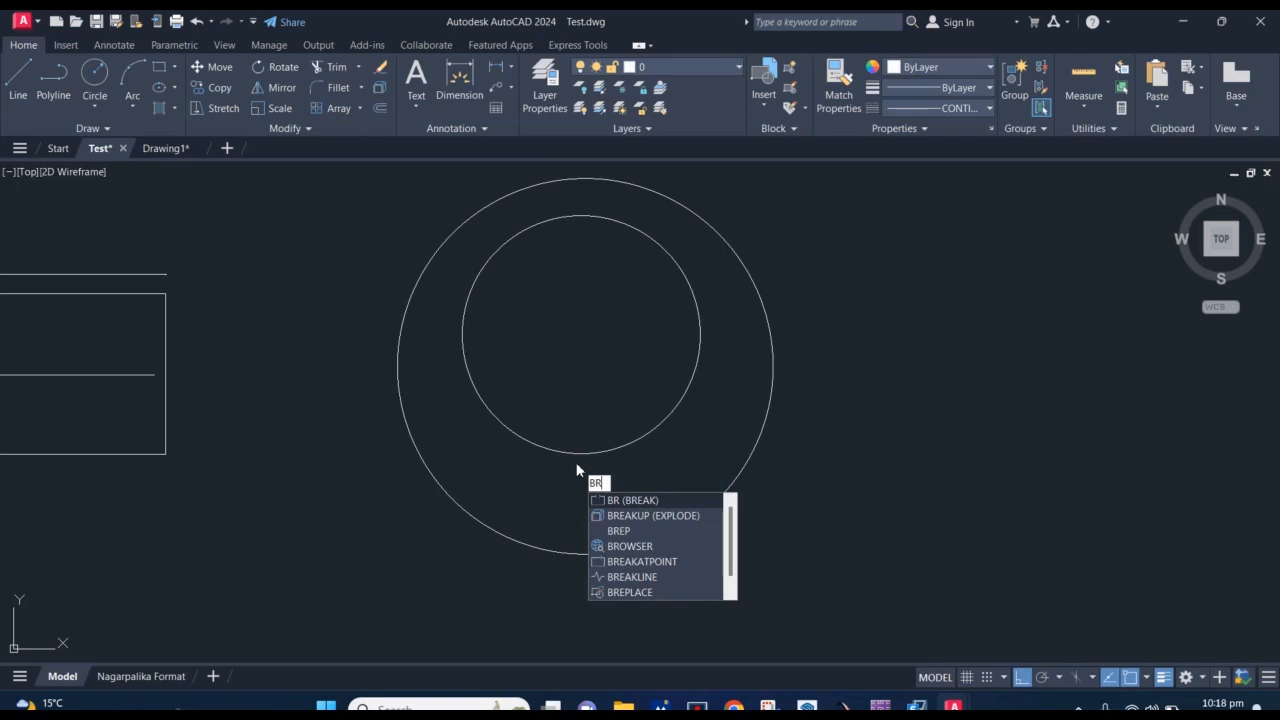 A Share Autodesk AutoCAD 2024 Test.dwg Type a keyword or phrase Sign In
Home Insert Annotate Parametric View Manage Output Add-ins Collaborate Featured Apps Express Tools
Line Polyline Circle Arc Move Rotate Trim Text Dimension Layer Properties 0 Insert Match Properties ByLayer Group Measure Paste Base
Copy Mirror Fillet ByLayer
Stretch Scale Array CONTI...
Draw Modify Annotation Layers Block Properties Groups Utilities Clipboard View
Start Test* Drawing1*
[−][Top][2D Wireframe]
N
W TOP E
S
WCS
BR
BR (BREAK)
BREAKUP (EXPLODE)
BREP
BROWSER
BREAKATPOINT
BREAKLINE
BREPLACE
Y
X
Model Nagarpalika Format MODEL
15°C Search 10:18 pm